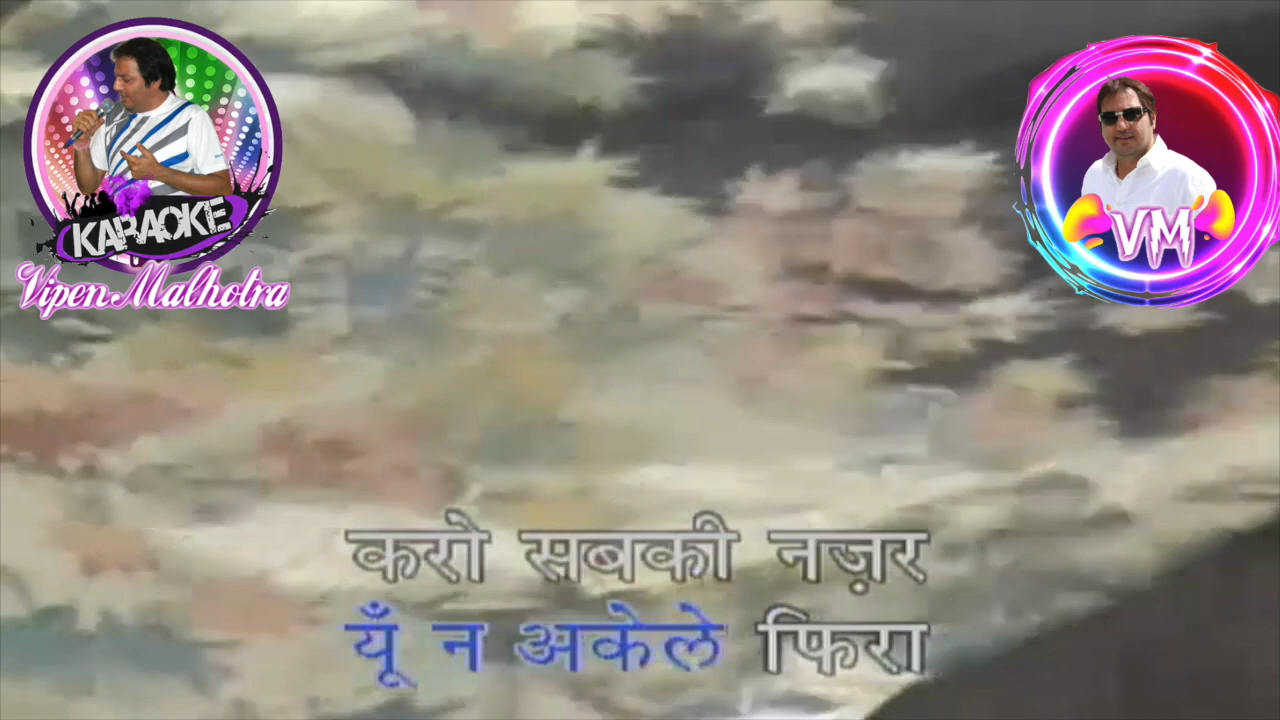 KARAOKE
Vipen Malhotra
VM
करो सबकी नज़र
यूँ न अकेले फिरा